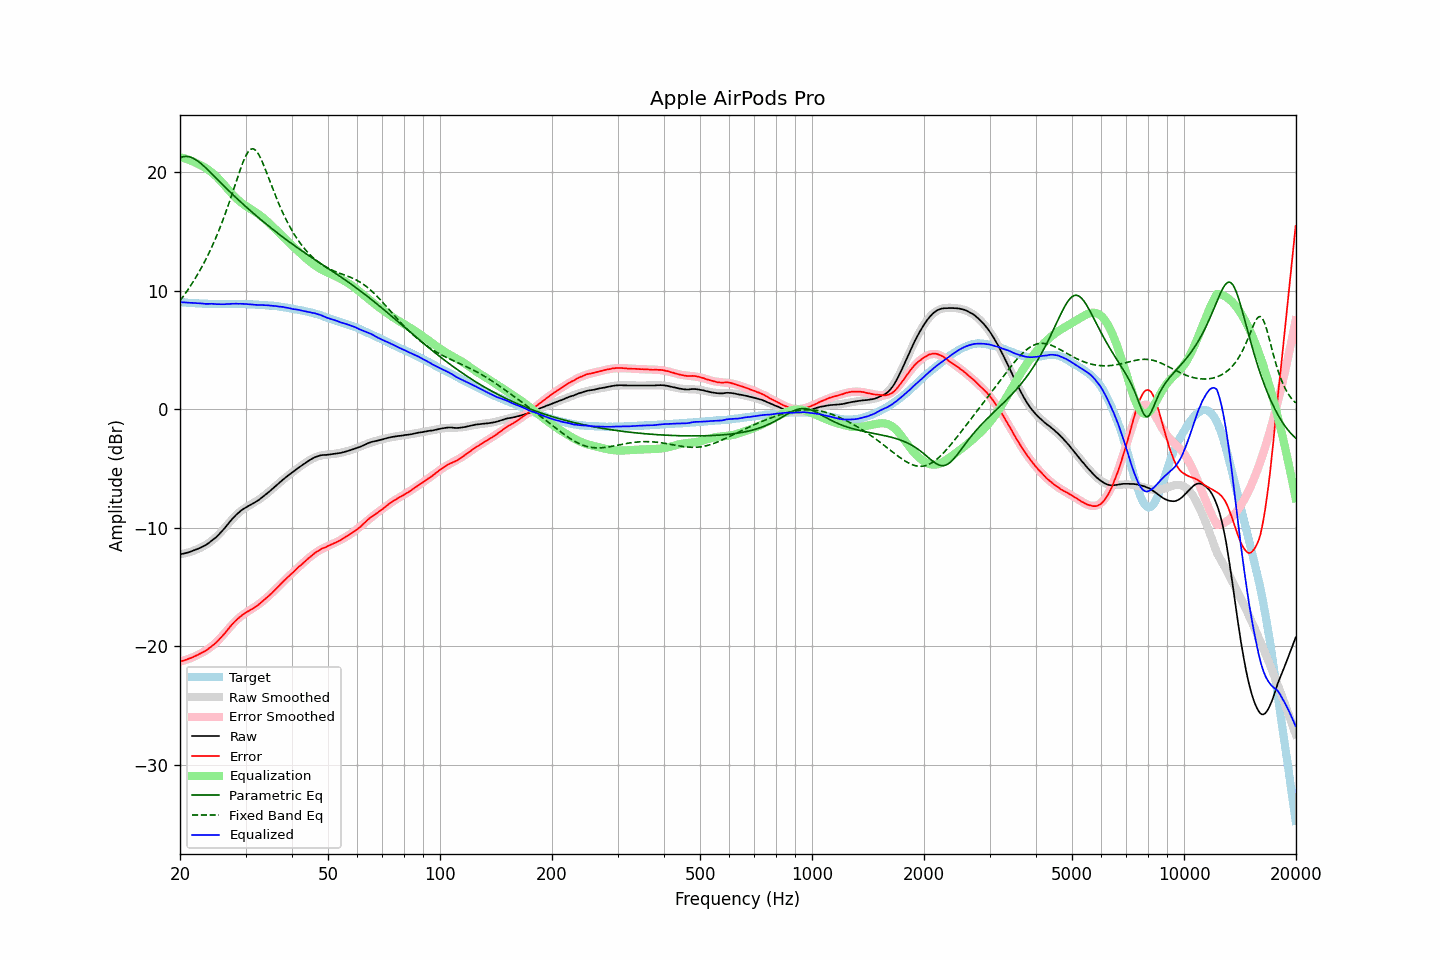 Apple AirPods Pro
Amplitude (dBr)
20
10
0
−10
−20
−30
Target
Raw Smoothed
Error Smoothed
Raw
Error
Equalization
Parametric Eq
Fixed Band Eq
Equalized
20 50 100 200 500 1000 2000 5000 10000 20000
Frequency (Hz)